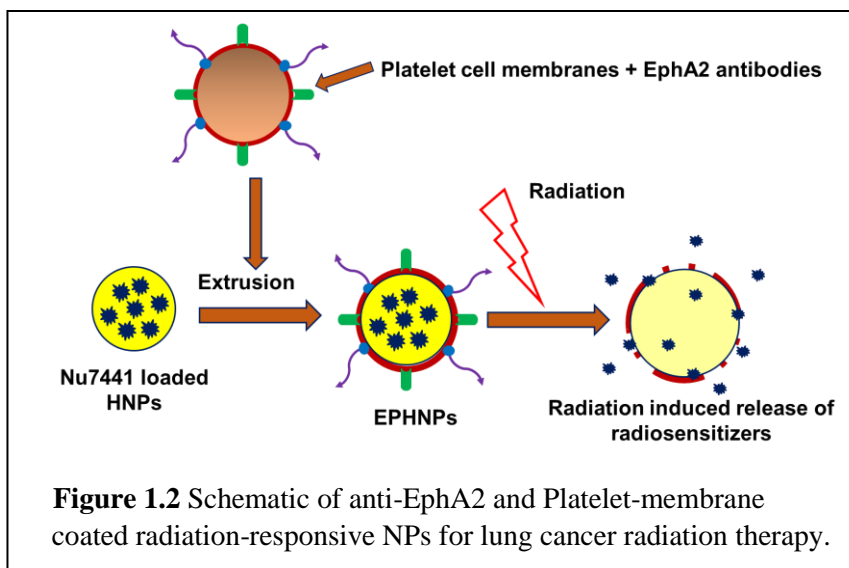 Platelet cell membranes + EphA2 antibodies
Radiation
Extrusion
Nu7441 loaded
HNPs
EPHNPs
Radiation induced release of
radiosensitizers
Figure 1.2 Schematic of anti-EphA2 and Platelet-membrane
coated radiation-responsive NPs for lung cancer radiation therapy.